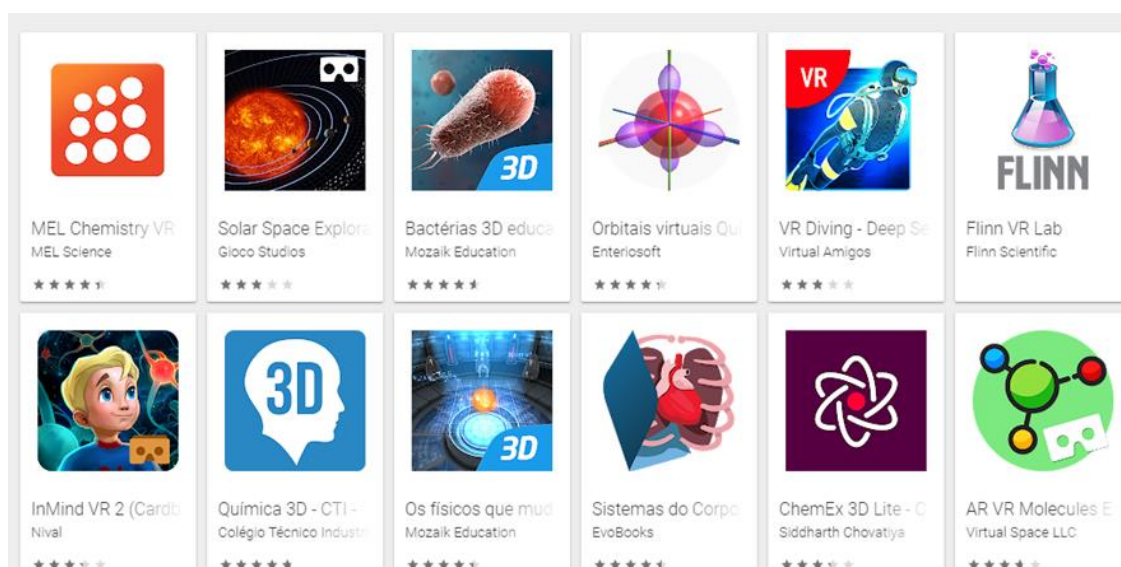 MEL Chemistry VR
MEL Science
Solar Space Explora
Gioco Studios
3D
Bactérias 3D educa
Mozaik Education
Orbitais virtuais Qui
Enteriosoft
VR
VR Diving - Deep Se
Virtual Amigos
FLINN
Flinn VR Lab
Flinn Scientific
InMind VR 2 (Cardb
Nival
3D
Química 3D - CTI -
Colégio Técnico Industr
3D
Os físicos que mud
Mozaik Education
Sistemas do Corpo
EvoBooks
ChemEx 3D Lite - C
Siddharth Chovatiya
AR VR Molecules E
Virtual Space LLC